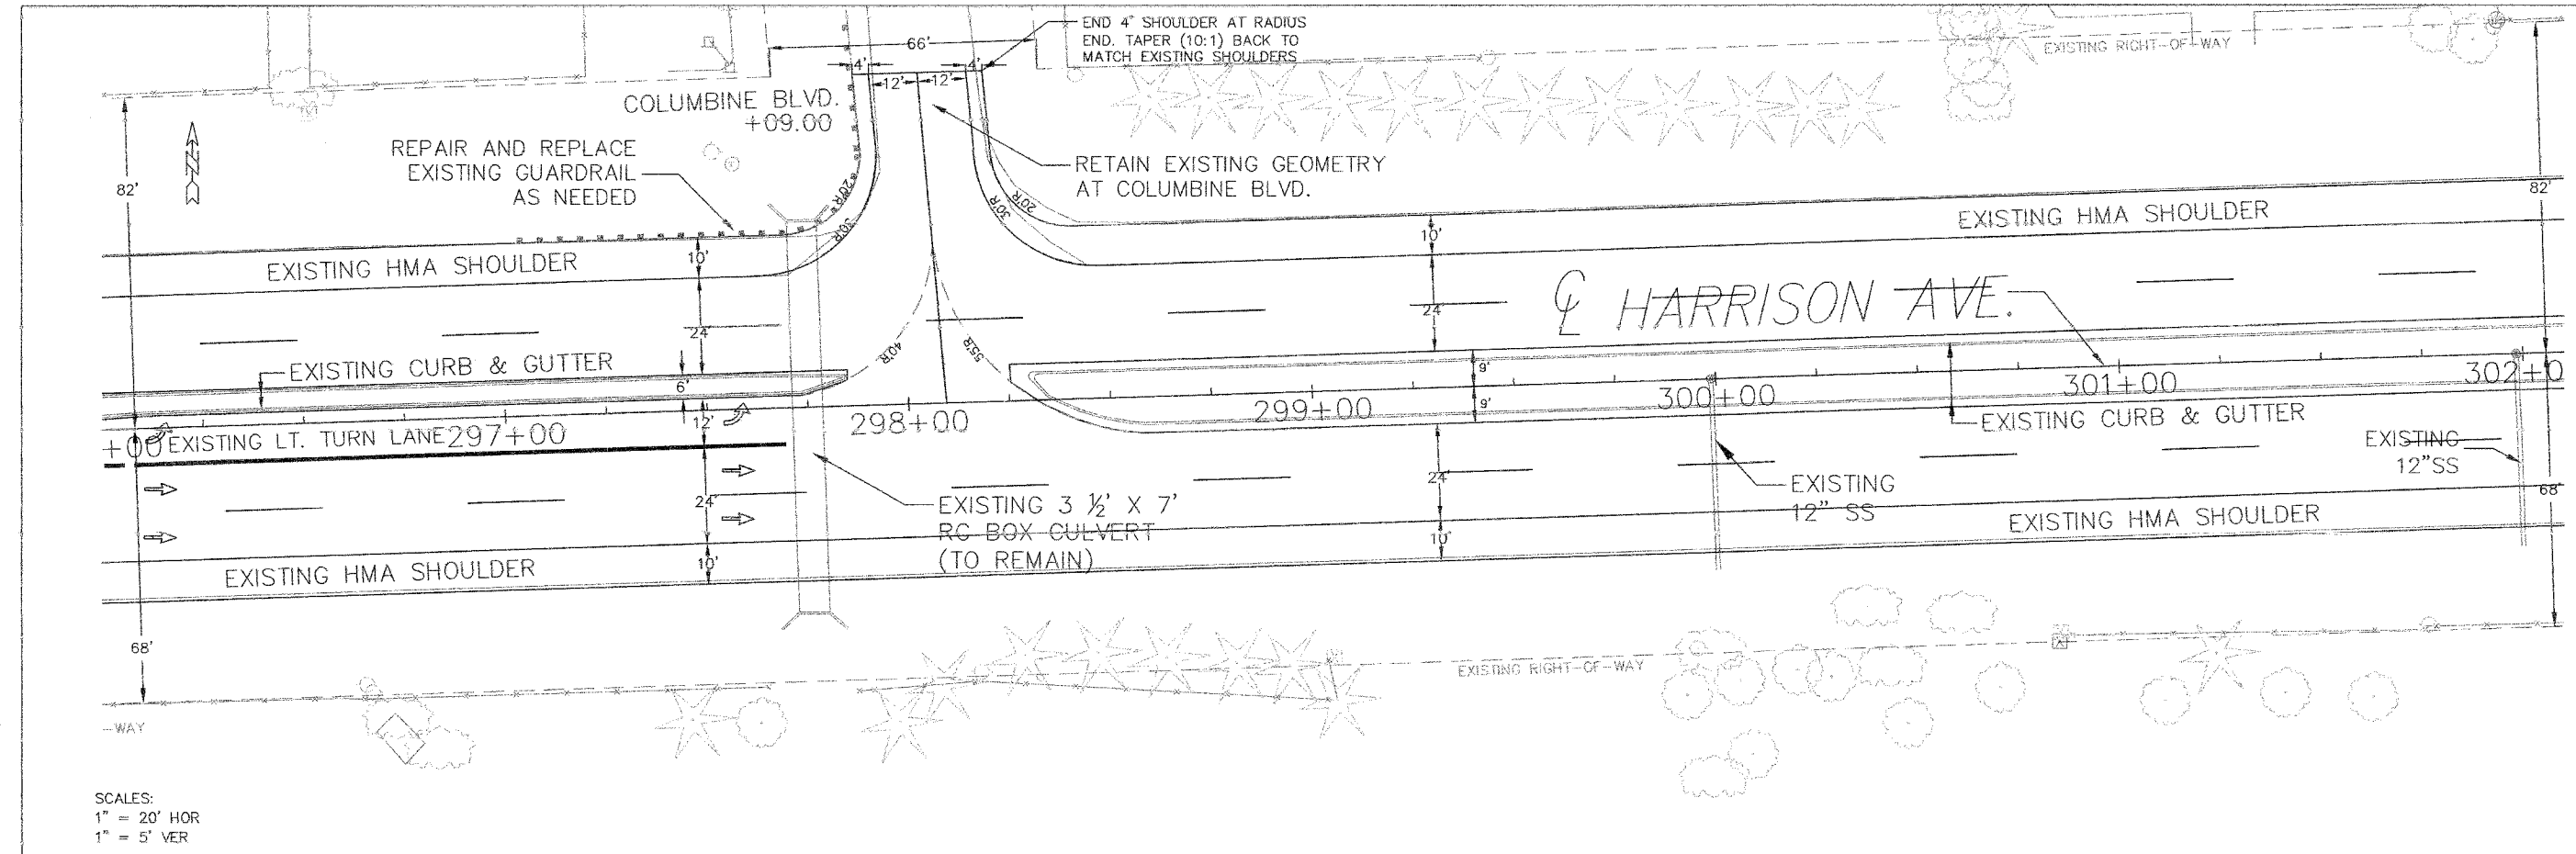 END 4' SHOULDER AT RADIUS
END. TAPER (10:1) BACK TO
MATCH EXISTING SHOULDERS
66'
4'
4'
12'
12'
EXISTING RIGHT-OF-WAY
COLUMBINE BLVD.
+09.00
REPAIR AND REPLACE
EXISTING GUARDRAIL
AS NEEDED
RETAIN EXISTING GEOMETRY
AT COLUMBINE BLVD.
N
82'
82'
20'R
30'R
30'R
20'R
EXISTING HMA SHOULDER
10'
10'
EXISTING HMA SHOULDER
24'
24'
℄ HARRISON AVE.
EXISTING CURB & GUTTER
6'
40'R
55'R
9'
9'
+00
EXISTING LT. TURN LANE
297+00
12'
298+00
299+00
300+00
301+00
302+0
EXISTING CURB & GUTTER
EXISTING
12"SS
24'
24'
EXISTING 3 ½' X 7'
RC BOX CULVERT
(TO REMAIN)
EXISTING
12" SS
68'
EXISTING HMA SHOULDER
10'
10'
EXISTING HMA SHOULDER
68'
EXISTING RIGHT-OF-WAY
-WAY
SCALES:
1" = 20' HOR
1" = 5' VER